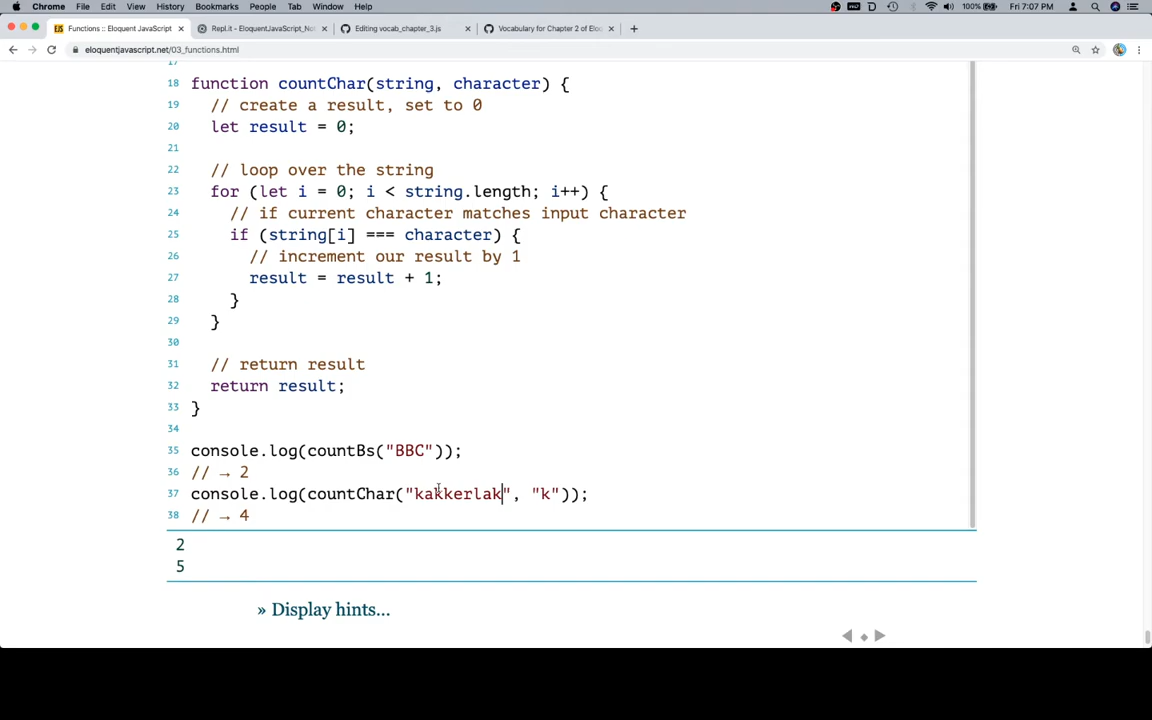 Chrome File Edit View History Bookmarks People Tab Window Help 100% Fri 7:07 PM
Functions :: Eloquent JavaScript × Repl.it - EloquentJavaScript_No × Editing vocab_chapter_3.js × Vocabulary for Chapter 2 of Elo × +
eloquentjavascript.net/03_functions.html
17
18 function countChar(string, character) {
19 // create a result, set to 0
20 let result = 0;
21
22 // loop over the string
23 for (let i = 0; i < string.length; i++) {
24 // if current character matches input character
25 if (string[i] === character) {
26 // increment our result by 1
27 result = result + 1;
28 }
29 }
30
31 // return result
32 return result;
33 }
34
35 console.log(countBs("BBC"));
36 // → 2
37 console.log(countChar("kakkerlak", "k"));
38 // → 4
2
5
» Display hints...